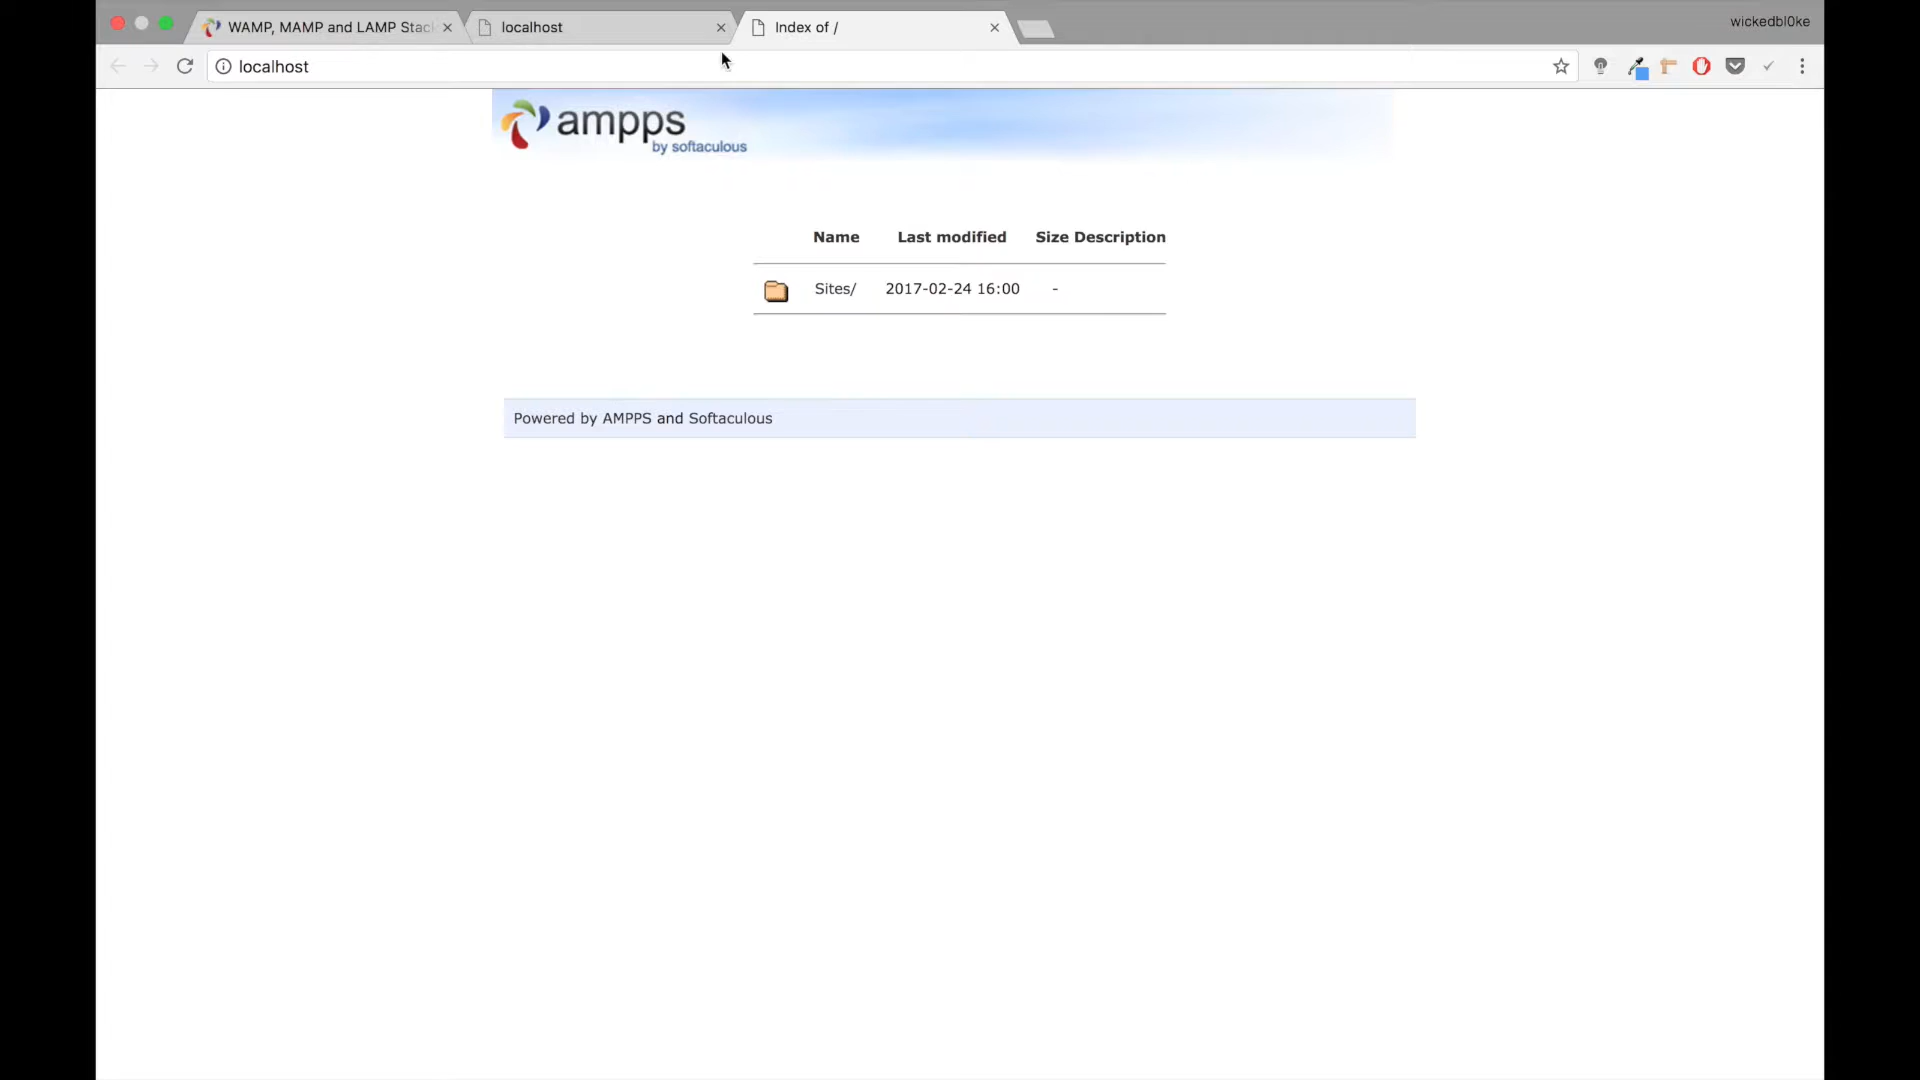 WAMP, MAMP and LAMP Stac
localhost
Index of /
wickedbl0ke
localhost
ampps
by softaculous
Name Last modified Size Description
Sites/ 2017-02-24 16:00 -
Powered by AMPPS and Softaculous